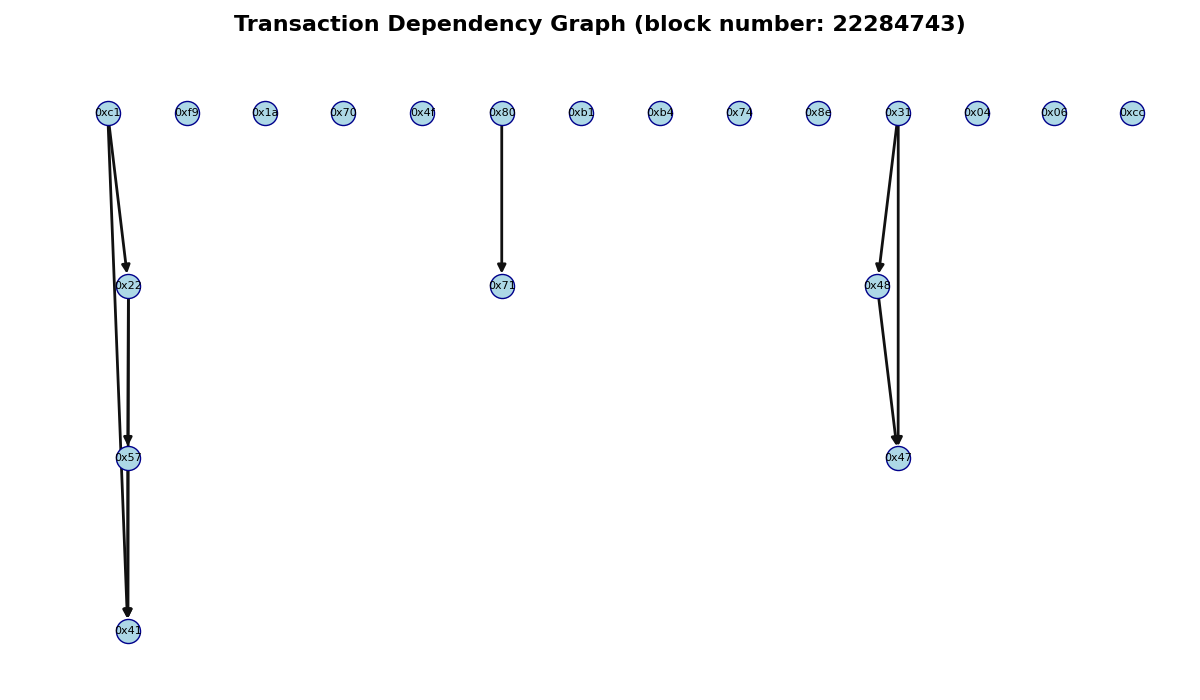 Transaction Dependency Graph (block number: 22284743)
0xc1 0xf9 0x1a 0x70 0x4f 0x80 0xb1 0xb4 0x74 0x8e 0x31 0x04 0x06 0xcc
0x22 0x71 0x48
0x57 0x47
0x41